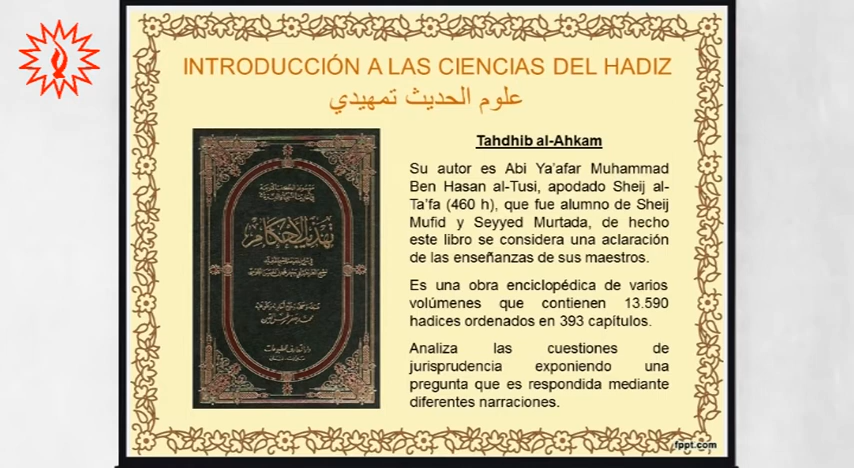 INTRODUCCIÓN A LAS CIENCIAS DEL HADIZ
علوم الحديث تمهيدي
تهذيب الأحكام
Tahdhib al-Ahkam
Su autor es Abi Ya’afar Muhammad
Ben Hasan al-Tusi, apodado Sheij al-
Ta’fa (460 h), que fue alumno de Sheij
Mufid y Seyyed Murtada, de hecho
este libro se considera una aclaración
de las enseñanzas de sus maestros.
Es una obra enciclopédica de varios
volúmenes que contienen 13.590
hadices ordenados en 393 capítulos.
Analiza las cuestiones de
jurisprudencia exponiendo una
pregunta que es respondida mediante
diferentes narraciones.
fppt.com